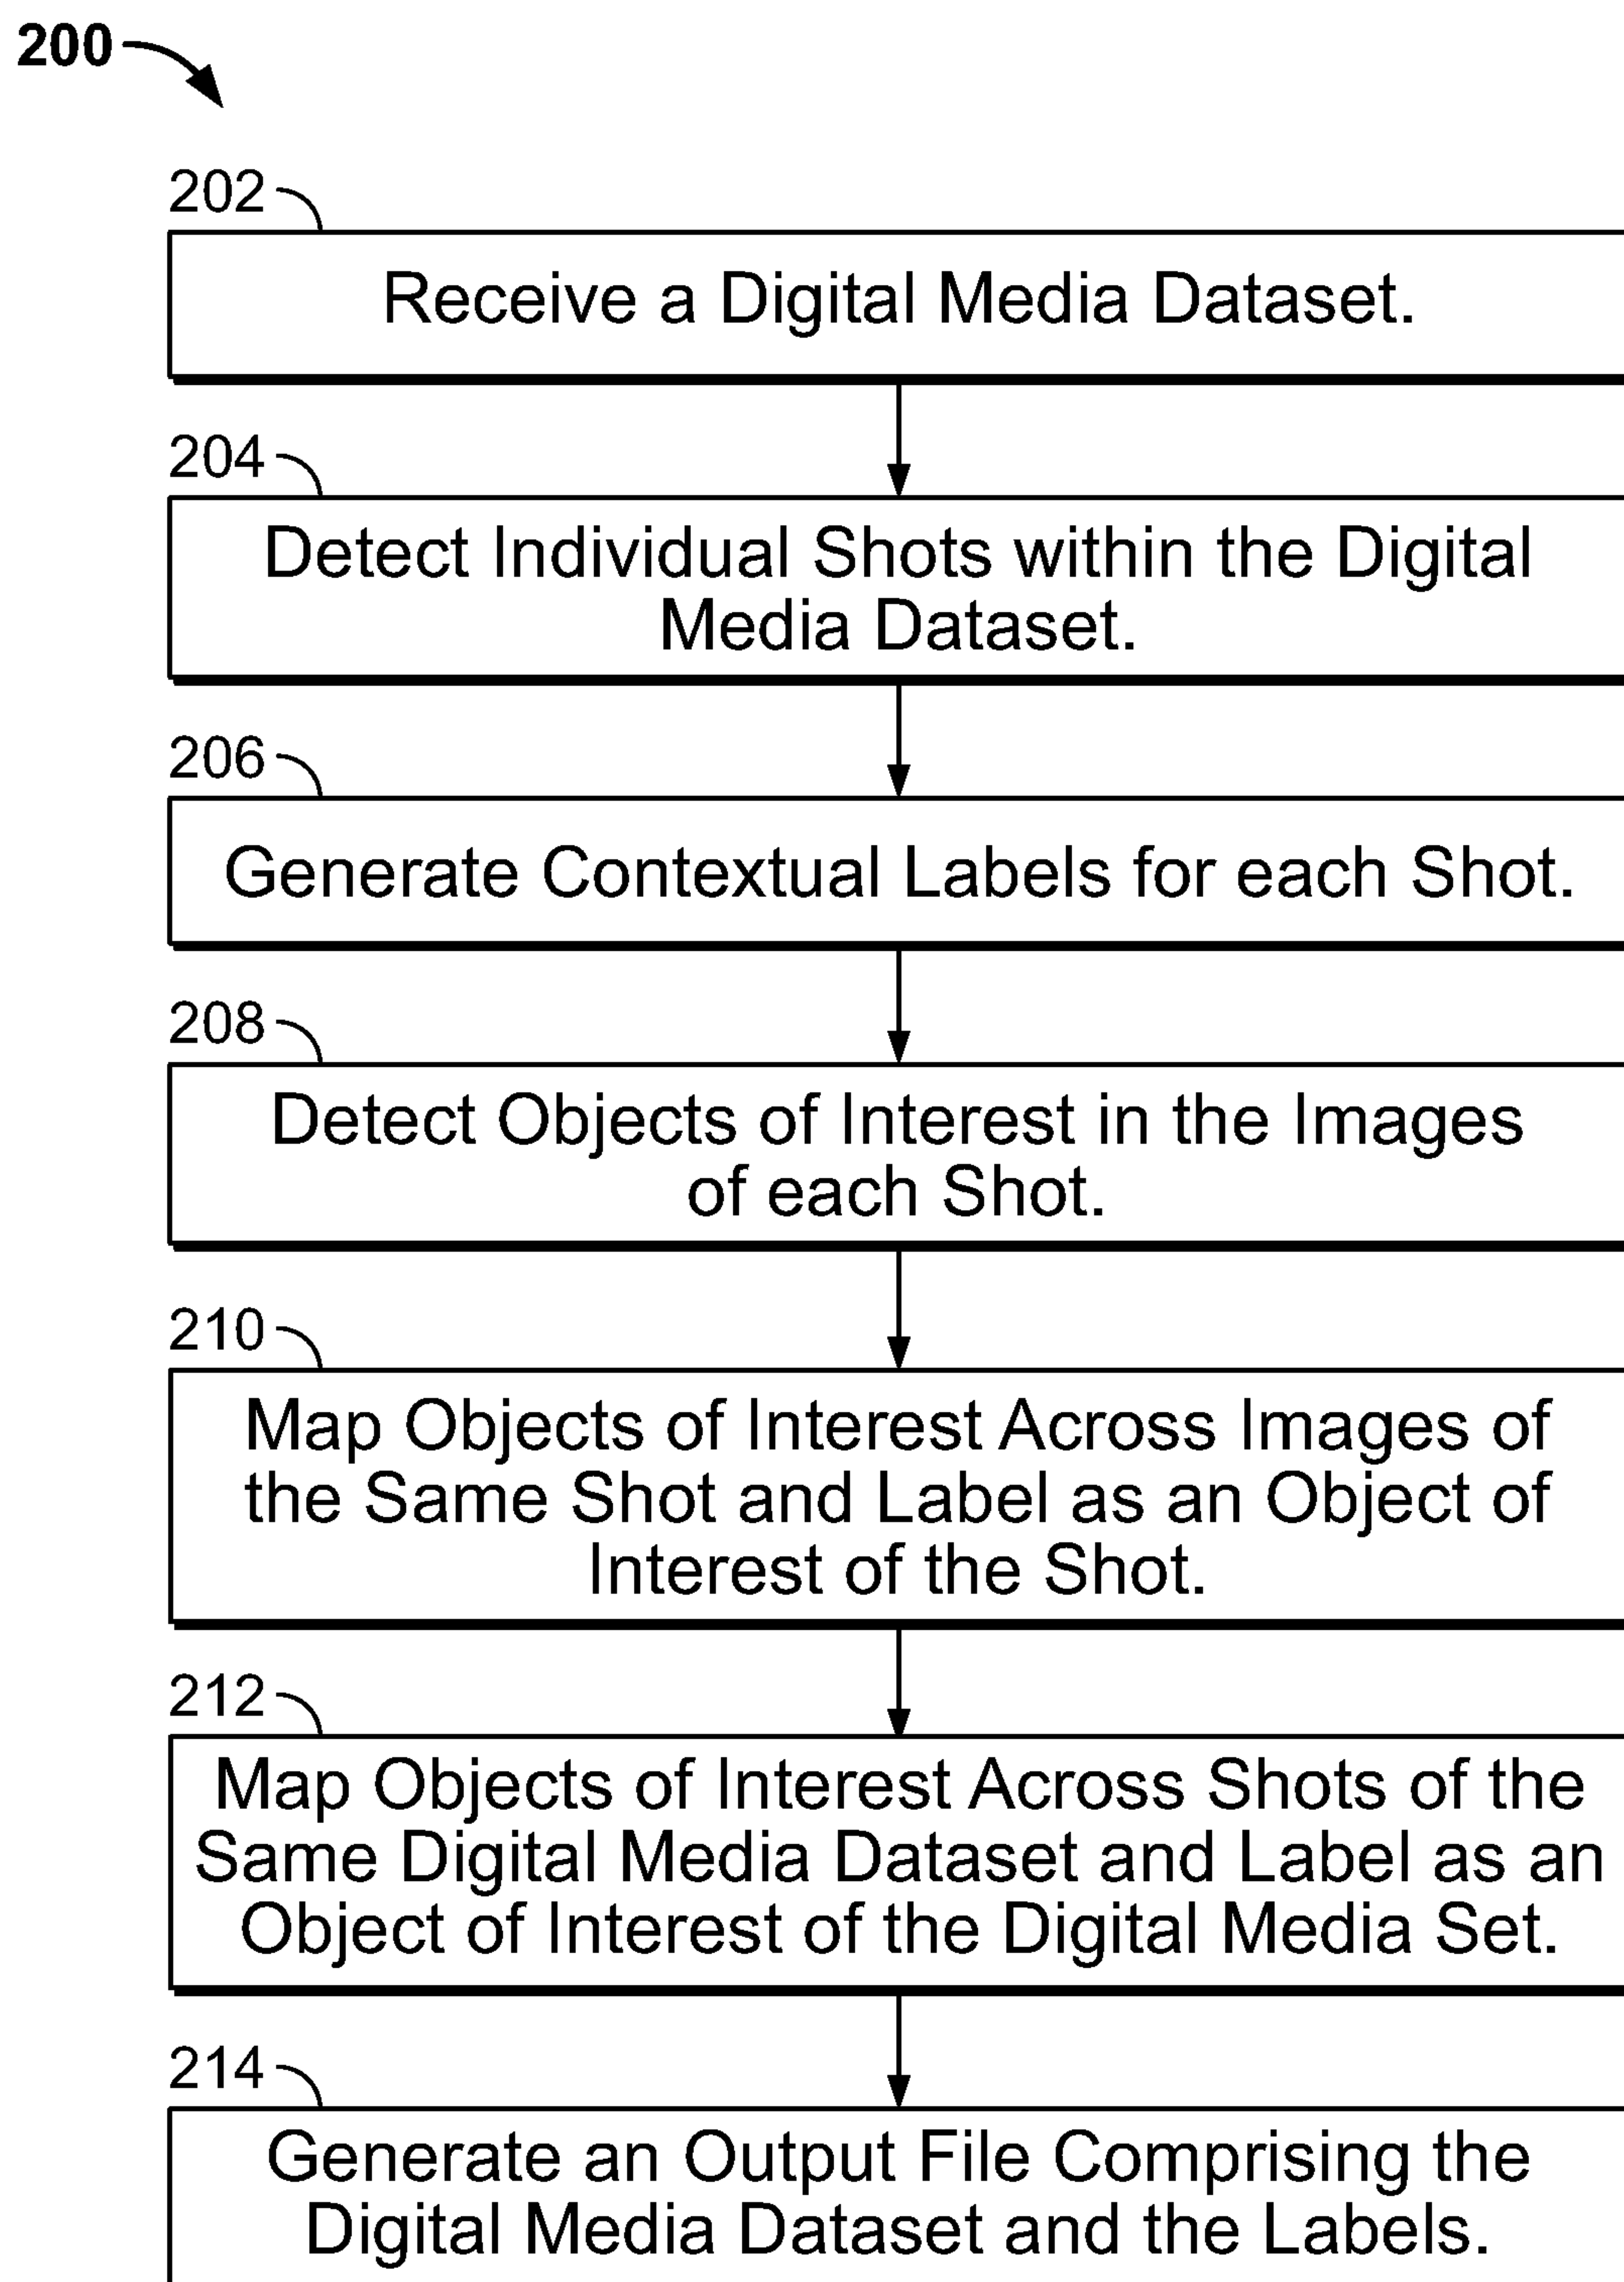 200
202
Receive a Digital Media Dataset.
204
Detect Individual Shots within the Digital
Media Dataset.
206
Generate Contextual Labels for each Shot.
208
Detect Objects of Interest in the Images
of each Shot.
210
Map Objects of Interest Across Images of
the Same Shot and Label as an Object of
Interest of the Shot.
212
Map Objects of Interest Across Shots of the
Same Digital Media Dataset and Label as an
Object of Interest of the Digital Media Set.
214
Generate an Output File Comprising the
Digital Media Dataset and the Labels.